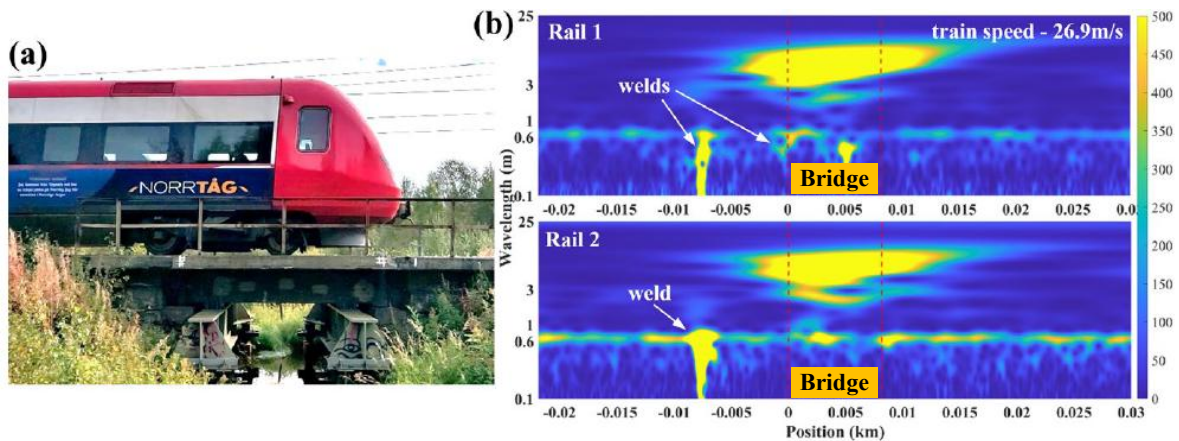 (a)
NORRTÅG
(b)
Rail 1
train speed - 26.9m/s
welds
Bridge
25
3
1
0.6
0.1
-0.02 -0.015 -0.01 -0.005 0 0.005 0.01 0.015 0.02 0.025 0.03
Wavelength (m)
Rail 2
weld
Bridge
25
3
1
0.6
0.1
-0.02 -0.015 -0.01 -0.005 0 0.005 0.01 0.015 0.02 0.025 0.03
Position (km)
500
450
400
350
300
250
200
150
100
50
0